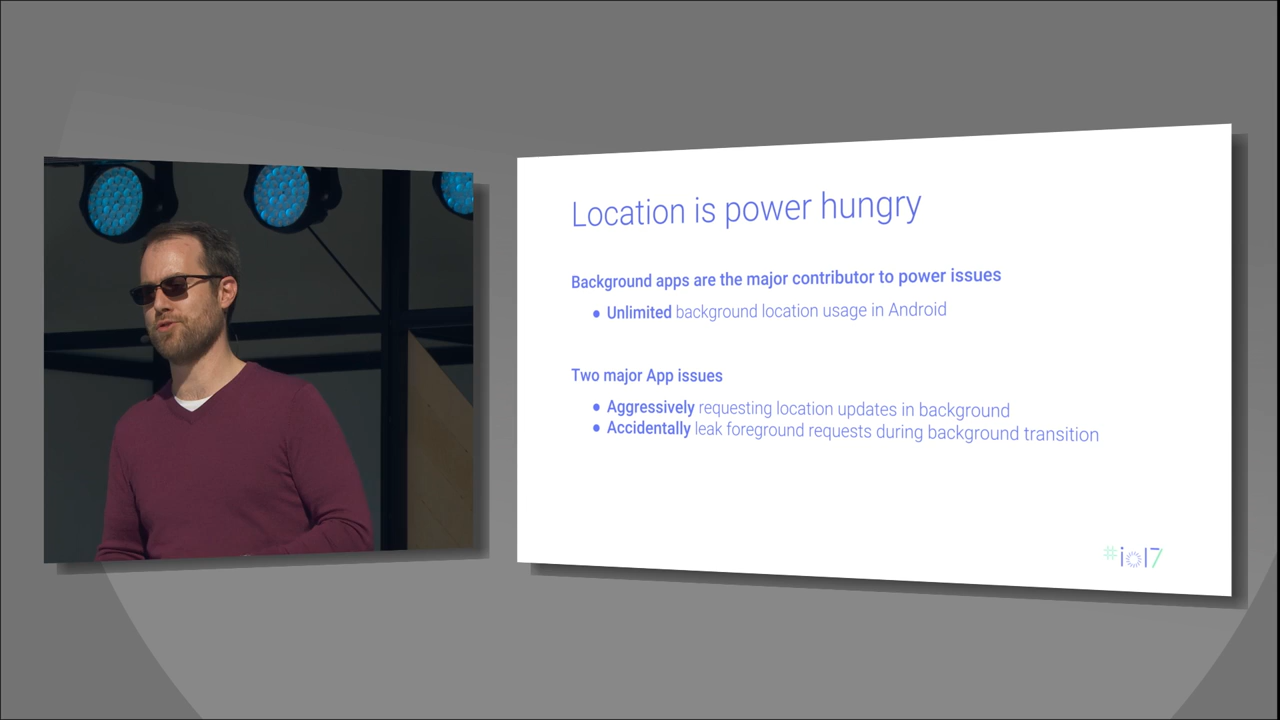 Location is power hungry
Background apps are the major contributor to power issues
● Unlimited background location usage in Android
Two major App issues
● Aggressively requesting location updates in background
● Accidentally leak foreground requests during background transition
#io17